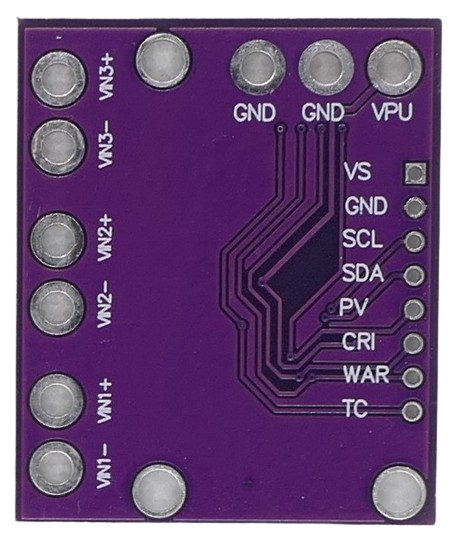 VIN3+
VIN3-
VIN2+
VIN2-
VIN1+
VIN1-
GND GND VPU
VS
GND
SCL
SDA
PV
CRI
WAR
TC